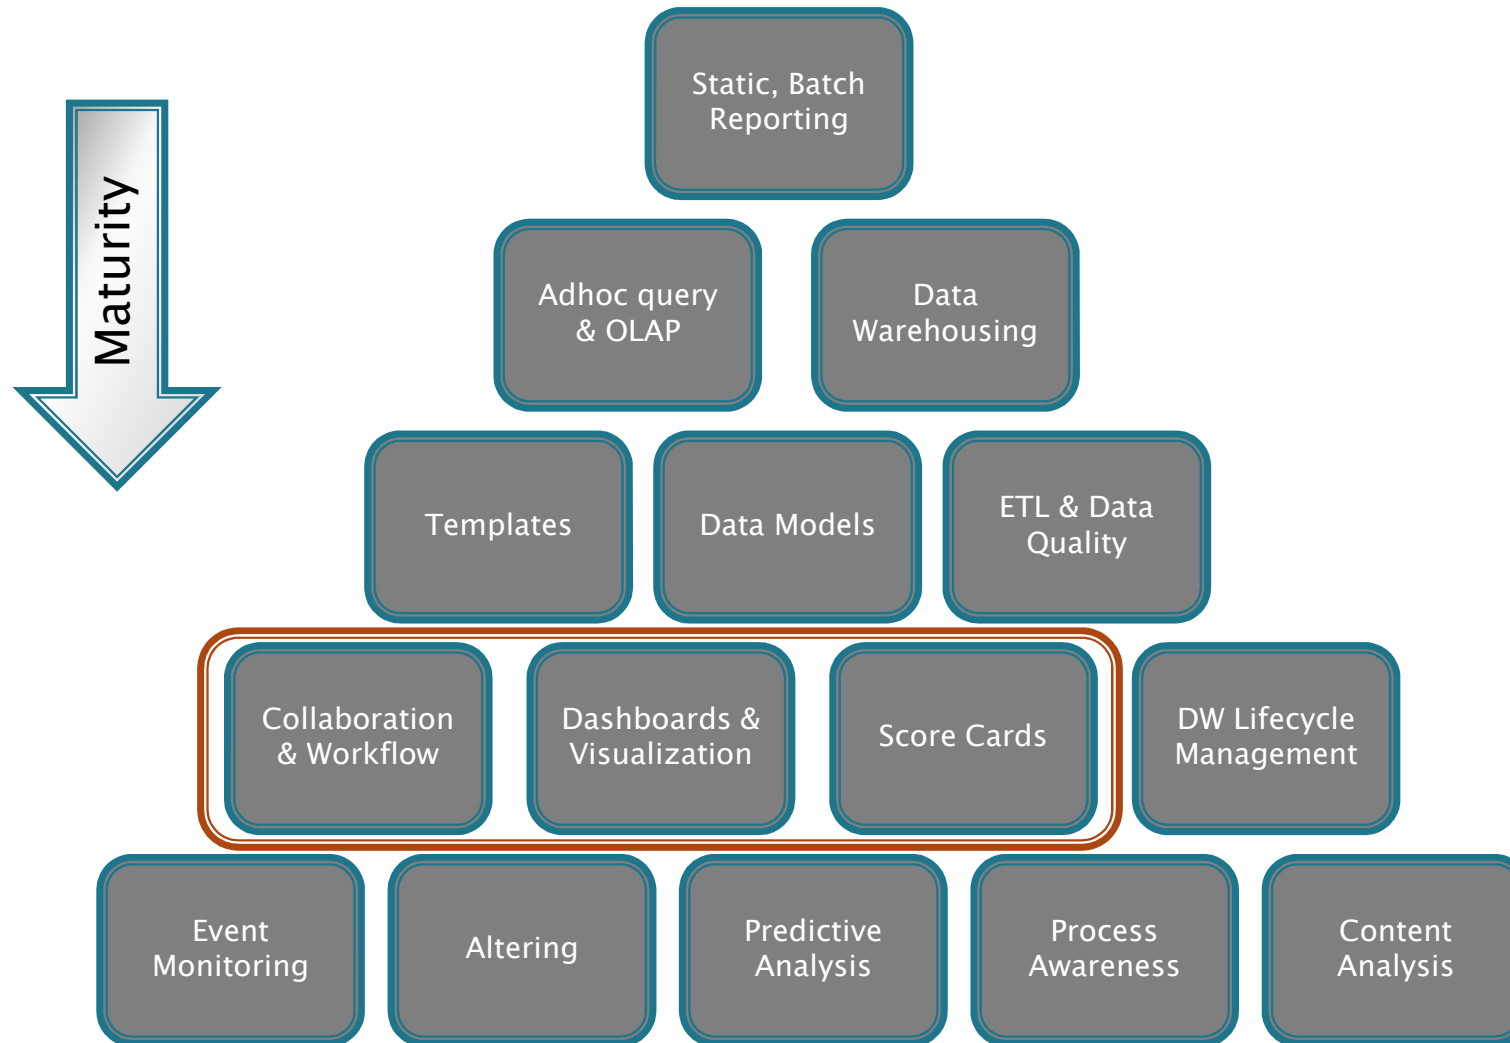 Static, Batch
Reporting
Maturity
Adhoc query
& OLAP
Data
Warehousing
Templates
Data Models
ETL & Data
Quality
Collaboration
& Workflow
Dashboards &
Visualization
Score Cards
DW Lifecycle
Management
Event
Monitoring
Altering
Predictive
Analysis
Process
Awareness
Content
Analysis